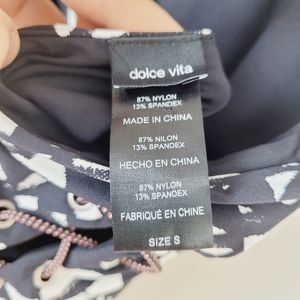 dolce vita
87% NYLON
13% SPANDEX
MADE IN CHINA
87% NILON
13% SPANDEX
HECHO EN CHINA
87% NYLON
13% SPANDEX
FABRIQUÉ EN CHINE
SIZE S